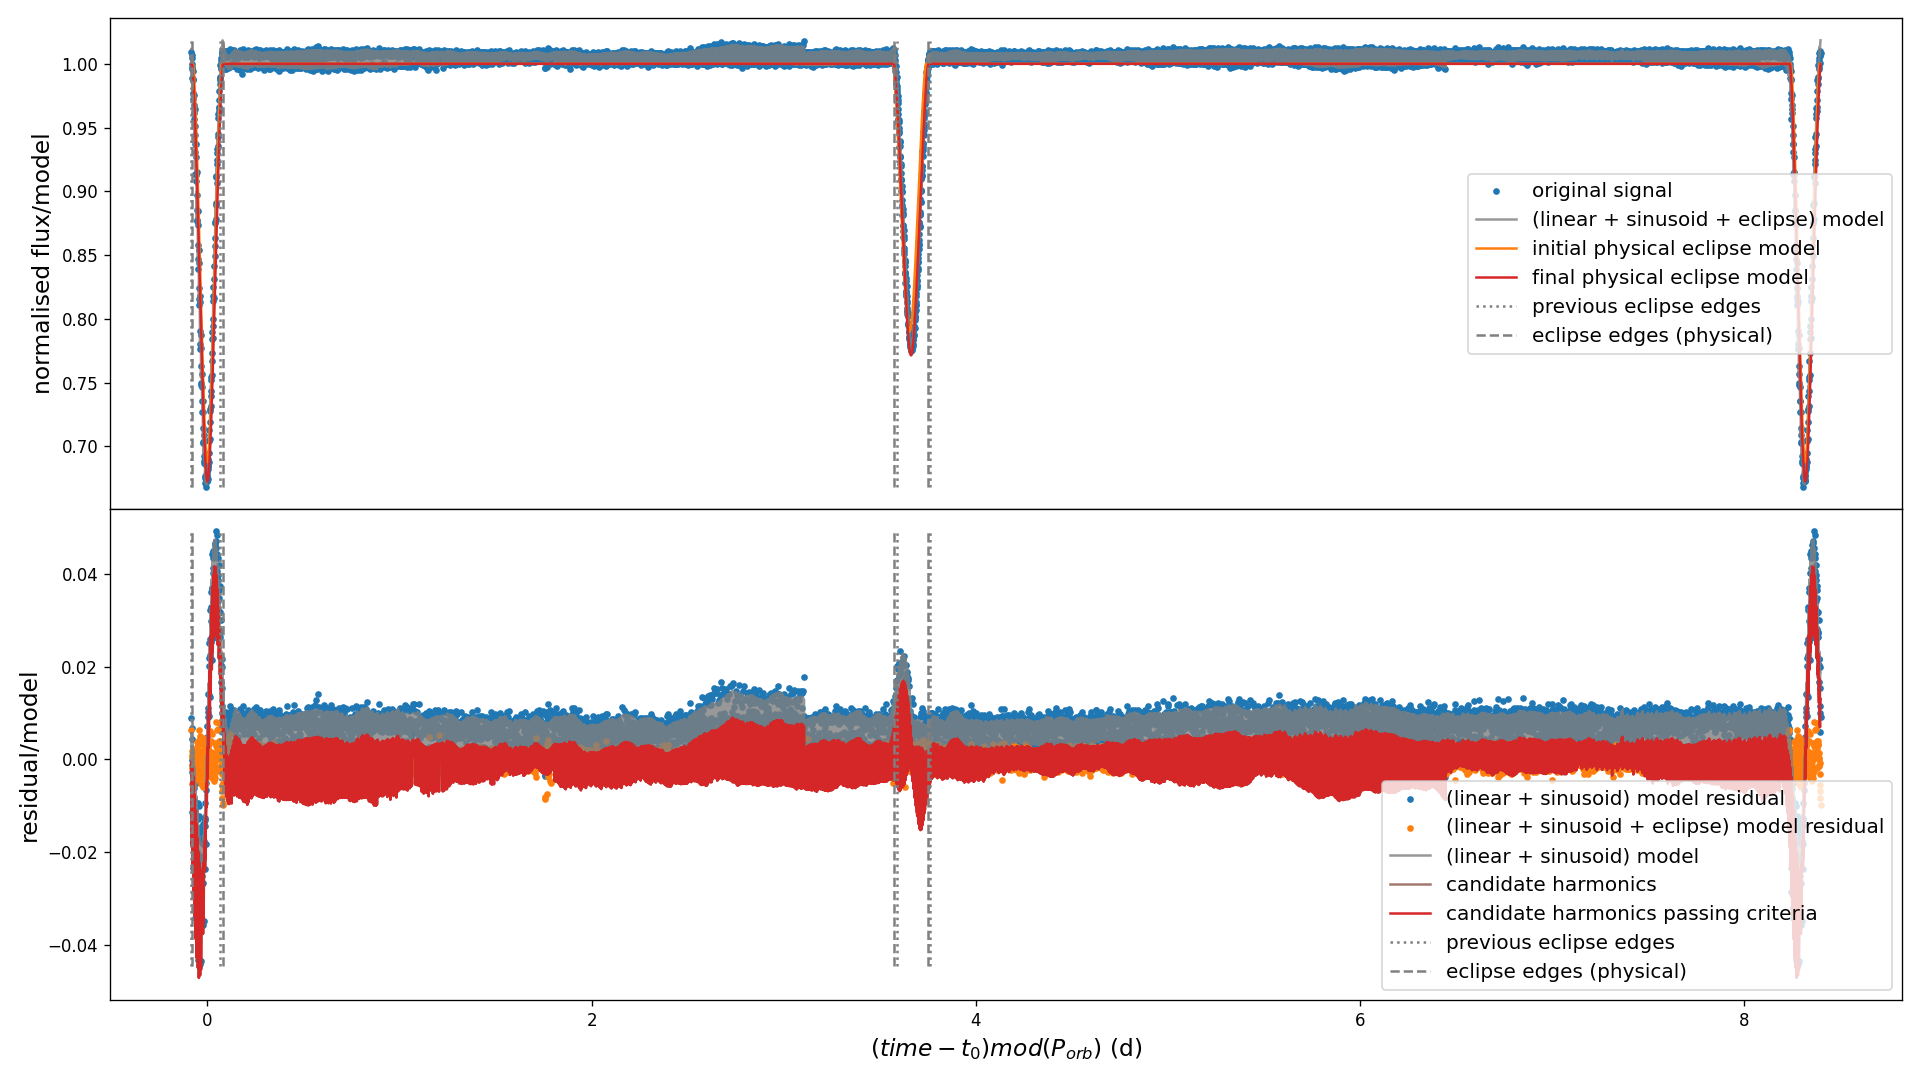 normalised flux/model
1.00
0.95
0.90
0.85
0.80
0.75
0.70
original signal
(linear + sinusoid + eclipse) model
initial physical eclipse model
final physical eclipse model
previous eclipse edges
eclipse edges (physical)
residual/model
0.04
0.02
0.00
−0.02
−0.04
(linear + sinusoid) model residual
(linear + sinusoid + eclipse) model residual
(linear + sinusoid) model
candidate harmonics
candidate harmonics passing criteria
previous eclipse edges
eclipse edges (physical)
0 2 4 6 8
(time − t₀)mod(Pₒᵣb) (d)